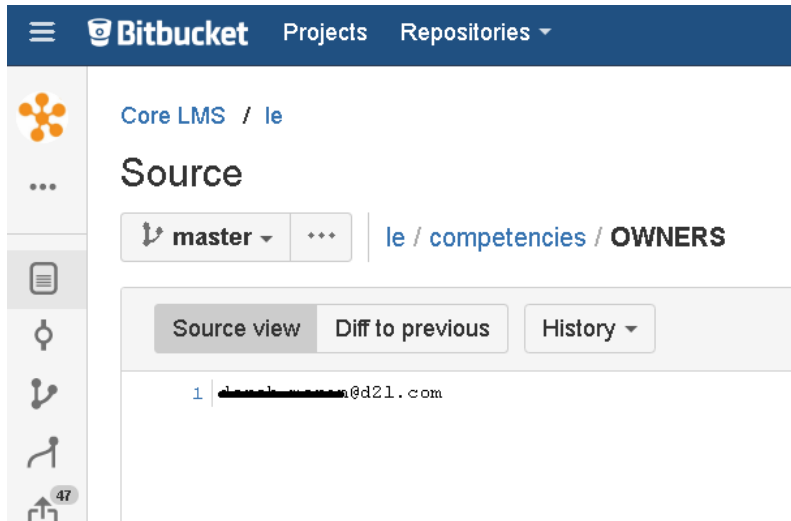 Bitbucket Projects Repositories
Core LMS / le
Source
master ··· le / competencies / OWNERS
Source view Diff to previous History
1 @d2l.com
47